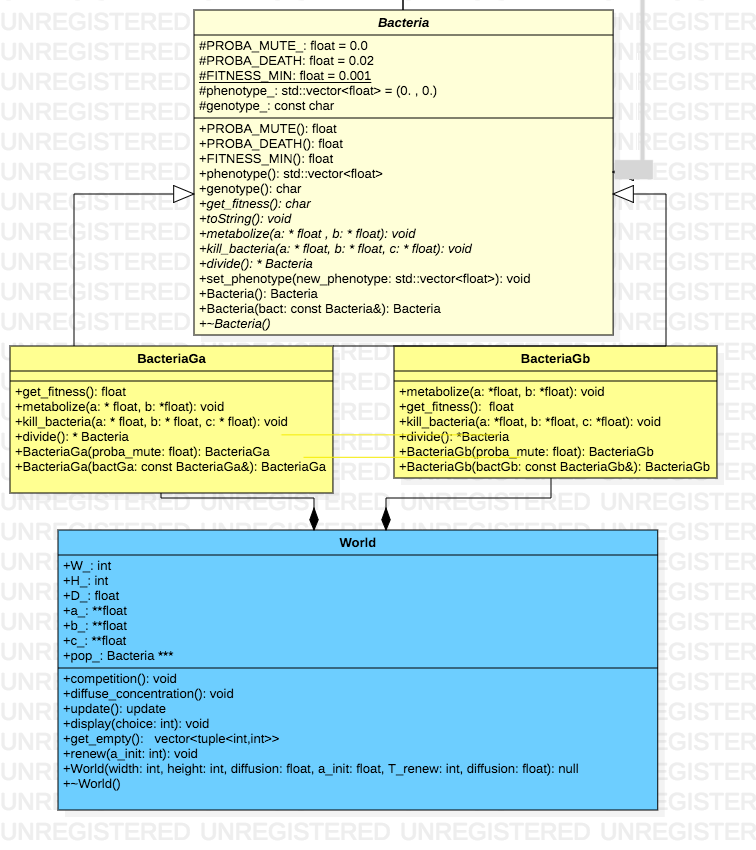 Bacteria
#PROBA_MUTE_: float = 0.0
#PROBA_DEATH: float = 0.02
#FITNESS_MIN: float = 0.001
#phenotype_: std::vector<float> = (0. , 0.)
#genotype_: const char
+PROBA_MUTE(): float
+PROBA_DEATH(): float
+FITNESS_MIN(): float
+phenotype(): std::vector<float>
+genotype(): char
+get_fitness(): char
+toString(): void
+metabolize(a: * float , b: * float): void
+kill_bacteria(a: * float, b: * float, c: * float): void
+divide(): * Bacteria
+set_phenotype(new_phenotype: std::vector<float>): void
+Bacteria(): Bacteria
+Bacteria(bact: const Bacteria&): Bacteria
+~Bacteria()
BacteriaGa
+get_fitness(): float
+metabolize(a: * float, b: *float): void
+kill_bacteria(a: * float, b: * float, c: * float): void
+divide(): * Bacteria
+BacteriaGa(proba_mute: float): BacteriaGa
+BacteriaGa(bactGa: const BacteriaGa&): BacteriaGa
BacteriaGb
+metabolize(a: *float, b: *float): void
+get_fitness():  float
+kill_bacteria(a: *float, b: *float, c: *float): void
+divide(): *Bacteria
+BacteriaGb(proba_mute: float): BacteriaGb
+BacteriaGb(bactGb: const BacteriaGb&): BacteriaGb
World
+W_: int
+H_: int
+D_: float
+a_: **float
+b_: **float
+c_: **float
+pop_: Bacteria ***
+competition(): void
+diffuse_concentration(): void
+update(): update
+display(choice: int): void
+get_empty():   vector<tuple<int,int>>
+renew(a_init: int): void
+World(width: int, height: int, diffusion: float, a_init: float, T_renew: int, diffusion: float): null
+~World()
UNREGISTERED UNREGISTERED UNREGISTERED UNREGISTERED